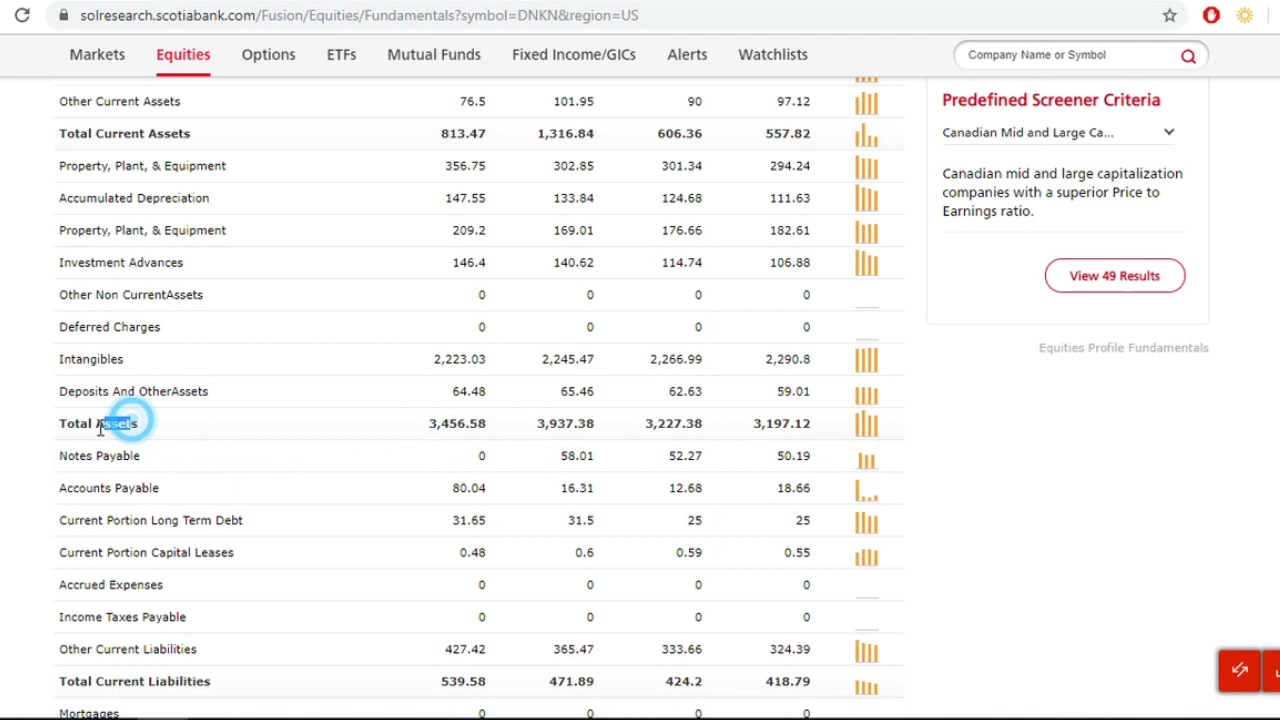 solresearch.scotiabank.com/Fusion/Equities/Fundamentals?symbol=DNKN&region=US
Markets Equities Options ETFs Mutual Funds Fixed Income/GICs Alerts Watchlists Company Name or Symbol
Other Current Assets 76.5 101.95 90 97.12
Total Current Assets 813.47 1,316.84 606.36 557.82
Property, Plant, & Equipment 356.75 302.85 301.34 294.24
Accumulated Depreciation 147.55 133.84 124.68 111.63
Property, Plant, & Equipment 209.2 169.01 176.66 182.61
Investment Advances 146.4 140.62 114.74 106.88
Other Non CurrentAssets 0 0 0 0
Deferred Charges 0 0 0 0
Intangibles 2,223.03 2,245.47 2,266.99 2,290.8
Deposits And OtherAssets 64.48 65.46 62.63 59.01
Total Assets 3,456.58 3,937.38 3,227.38 3,197.12
Notes Payable 0 58.01 52.27 50.19
Accounts Payable 80.04 16.31 12.68 18.66
Current Portion Long Term Debt 31.65 31.5 25 25
Current Portion Capital Leases 0.48 0.6 0.59 0.55
Accrued Expenses 0 0 0 0
Income Taxes Payable 0 0 0 0
Other Current Liabilities 427.42 365.47 333.66 324.39
Total Current Liabilities 539.58 471.89 424.2 418.79
Mortgages 0 0 0 0
Predefined Screener Criteria
Canadian Mid and Large Ca...
Canadian mid and large capitalization
companies with a superior Price to
Earnings ratio.
View 49 Results
Equities Profile Fundamentals